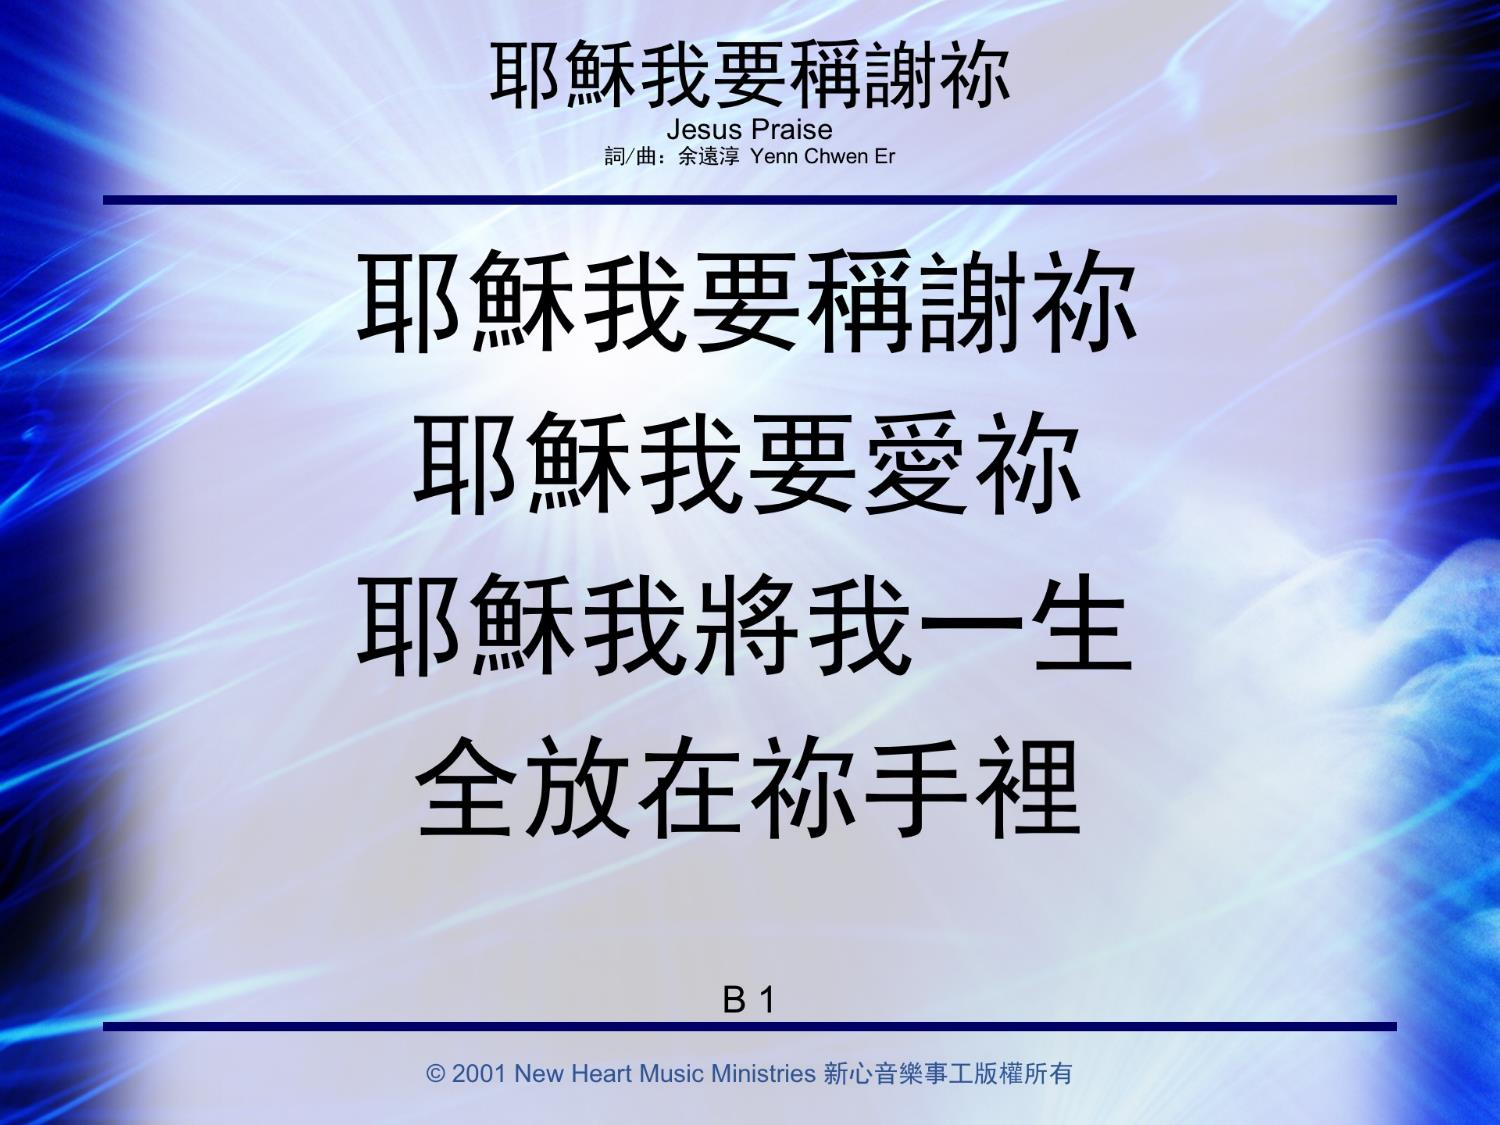 耶穌我要稱謝祢
Jesus Praise
詞/曲：余遠淳 Yenn Chwen Er
耶穌我要稱謝祢
耶穌我要愛祢
耶穌我將我一生
全放在祢手裡
B 1
© 2001 New Heart Music Ministries 新心音樂事工版權所有